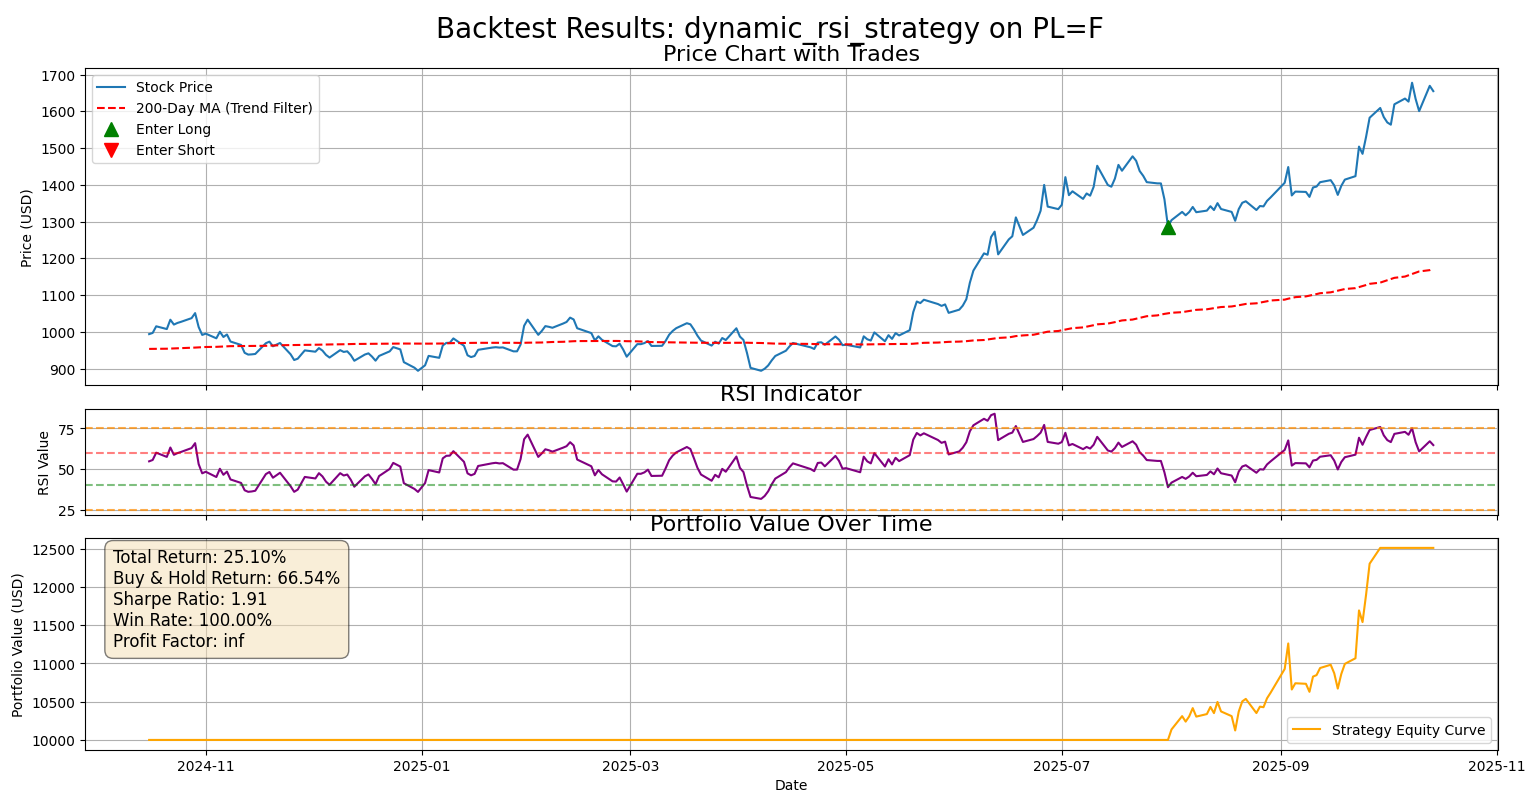 Backtest Results: dynamic_rsi_strategy on PL=F
Price Chart with Trades
Price (USD)
1700
1600
1500
1400
1300
1200
1100
1000
900
Stock Price
200-Day MA (Trend Filter)
Enter Long
Enter Short
RSI Indicator
RSI Value
75
50
25
Portfolio Value Over Time
Portfolio Value (USD)
12500
12000
11500
11000
10500
10000
Total Return: 25.10%
Buy & Hold Return: 66.54%
Sharpe Ratio: 1.91
Win Rate: 100.00%
Profit Factor: inf
Strategy Equity Curve
2024-11
2025-01
2025-03
2025-05
2025-07
2025-09
2025-11
Date